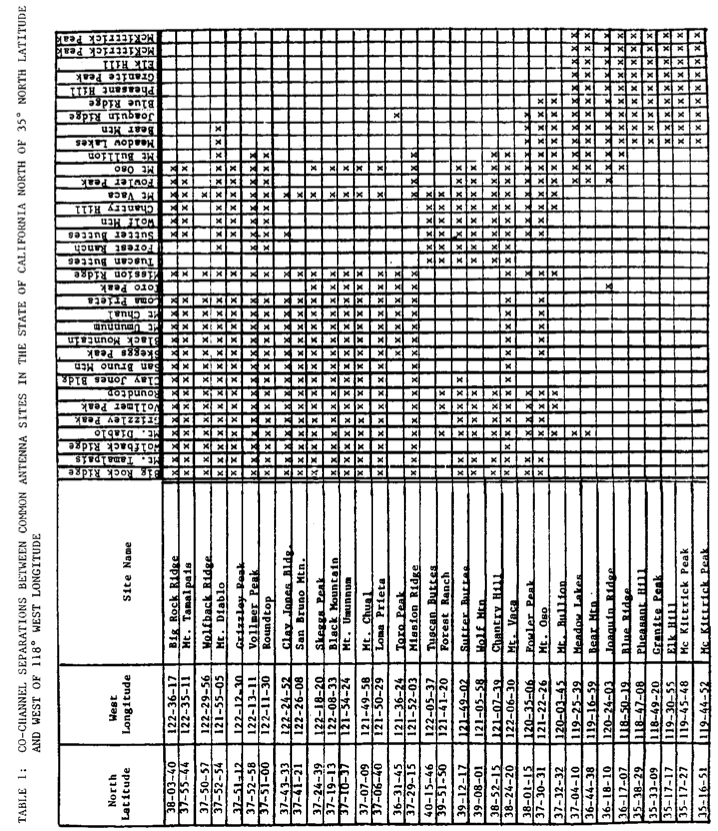 TABLE 1: CO-CHANNEL SEPARATIONS BETWEEN COMMON ANTENNA SITES IN THE STATE OF CALIFORNIA NORTH OF 35° NORTH LATITUDE
AND WEST OF 118° WEST LONGITUDE
North Latitude West Longitude Site Name
Big Rock Ridge
Mt. Tamalpais
Wolfback Ridge
Mt. Diablo
Grizzley Peak
Vollmer Peak
Roundtop
Clay Jones Bldg
San Bruno Mtn
Skeggs Peak
Black Mountain
Mt Umunnum
Mt Chual
Loma Prieta
Toro Peak
Mission Ridge
Tuscan Buttes
Forest Ranch
Sutter Buttes
Wolf Mtn
Chantry Hill
Mt Vaca
Fowler Peak
Mt Oso
Mt Bullion
Meadow Lakes
Bear Mtn
Joaquin Ridge
Blue Ridge
Pheasant Hill
Granite Peak
Elk Hill
McKittrick Peak
McKittrick Peak
38-03-40 122-36-17 Big Rock Ridge
37-55-44 122-35-11 Mt. Tamalpais
37-50-57 122-29-56 Wolfback Ridge
37-52-54 121-55-05 Mt. Diablo
37-51-12 122-12-30 Grizzley Peak
37-52-58 122-13-11 Vollmer Peak
37-51-00 122-11-30 Roundtop
37-43-33 122-24-52 Clay Jones Bldg.
37-41-21 122-26-08 San Bruno Mtn.
37-24-39 122-18-20 Skegga Peak
37-19-13 122-08-33 Black Mountain
37-10-37 121-54-24 Mt. Umunnum
37-07-09 121-49-58 Mt. Chual
37-06-40 121-50-29 Loma Prieta
36-31-45 121-36-24 Toro Peak
37-29-15 121-52-03 Mission Ridge
40-15-46 122-05-37 Tuscan Buttes
39-51-50 121-41-20 Forest Ranch
39-12-17 121-49-02 Sutter Buttes
39-08-01 121-05-58 Wolf Mtn
38-52-15 121-07-39 Chantry Hill
38-24-20 122-06-30 Mt. Vaca
38-01-15 120-35-06 Fowler Peak
37-30-31 121-22-26 Mt. Oso
37-32-32 120-03-45 Mt. Bullion
37-04-10 119-25-39 Meadow Lakes
36-44-38 119-16-59 Bear Mtn
36-18-10 120-24-03 Joaquin Ridge
36-17-07 118-50-19 Blue Ridge
35-38-29 118-47-08 Pheasant Hill
35-33-09 118-49-20 Granite Peak
35-17-17 119-30-55 Elk Hill
35-17-27 119-45-48 Mc Kittrick Peak
35-16-51 119-44-52 Mc Kittrick Peak